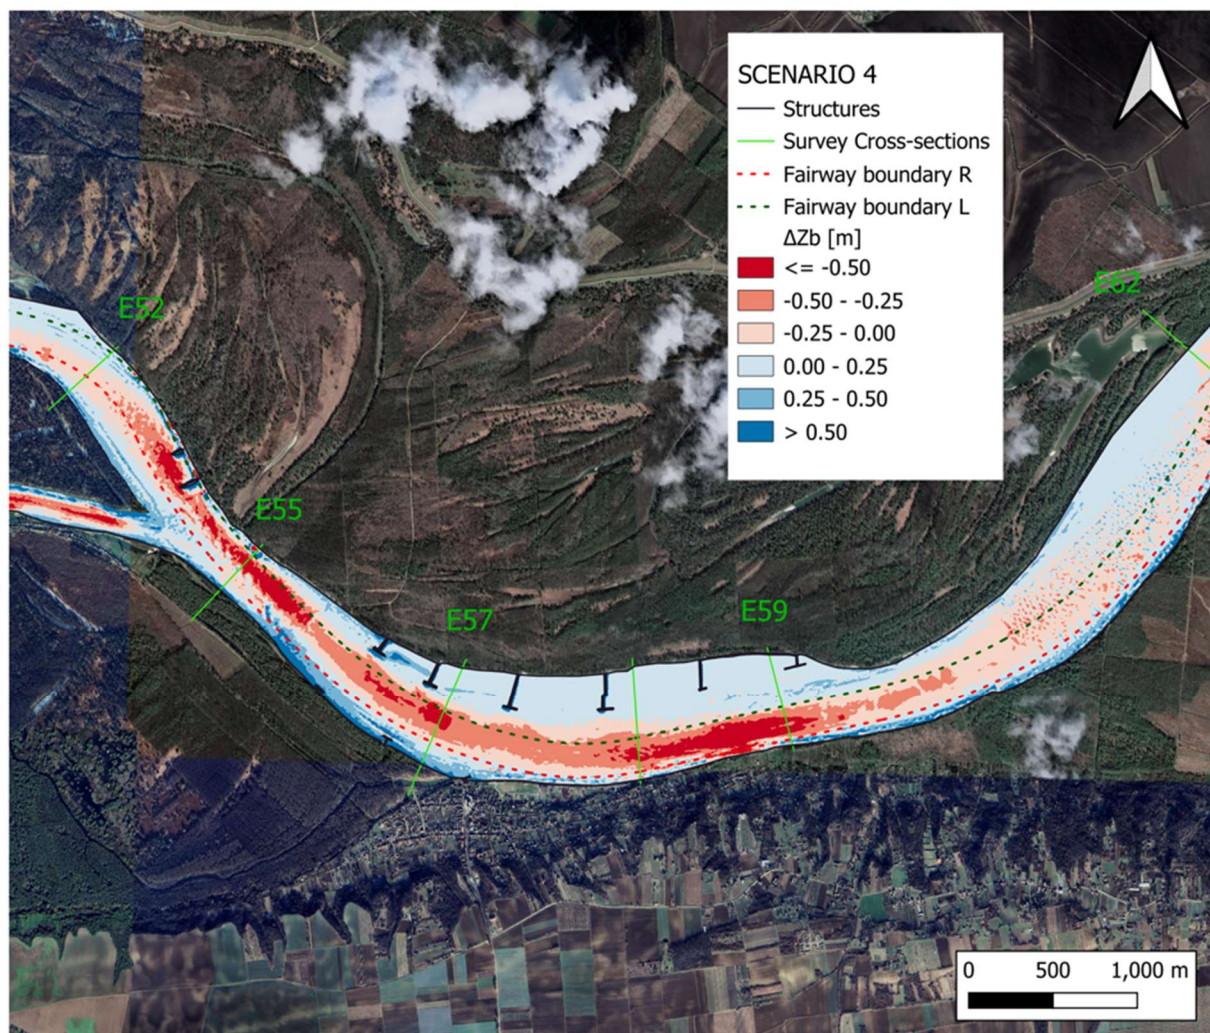 SCENARIO 4
Structures
Survey Cross-sections
Fairway boundary R
Fairway boundary L
ΔZb [m]
<= -0.50
-0.50 - -0.25
-0.25 - 0.00
0.00 - 0.25
0.25 - 0.50
> 0.50
E62
E52
E55
E57
E59
0 500 1,000 m